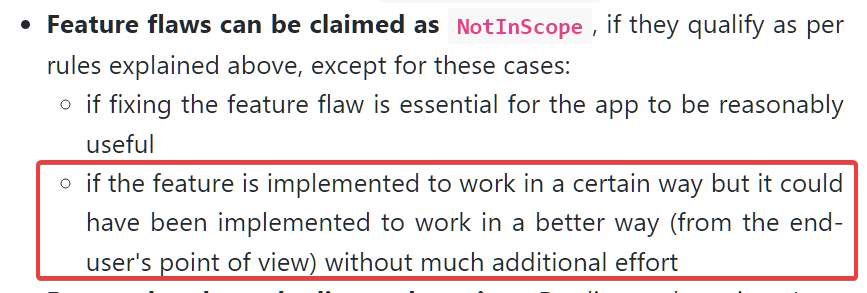 • Feature flaws can be claimed as NotInScope , if they qualify as per
rules explained above, except for these cases:
○ if fixing the feature flaw is essential for the app to be reasonably
useful
○ if the feature is implemented to work in a certain way but it could
have been implemented to work in a better way (from the end-
user's point of view) without much additional effort